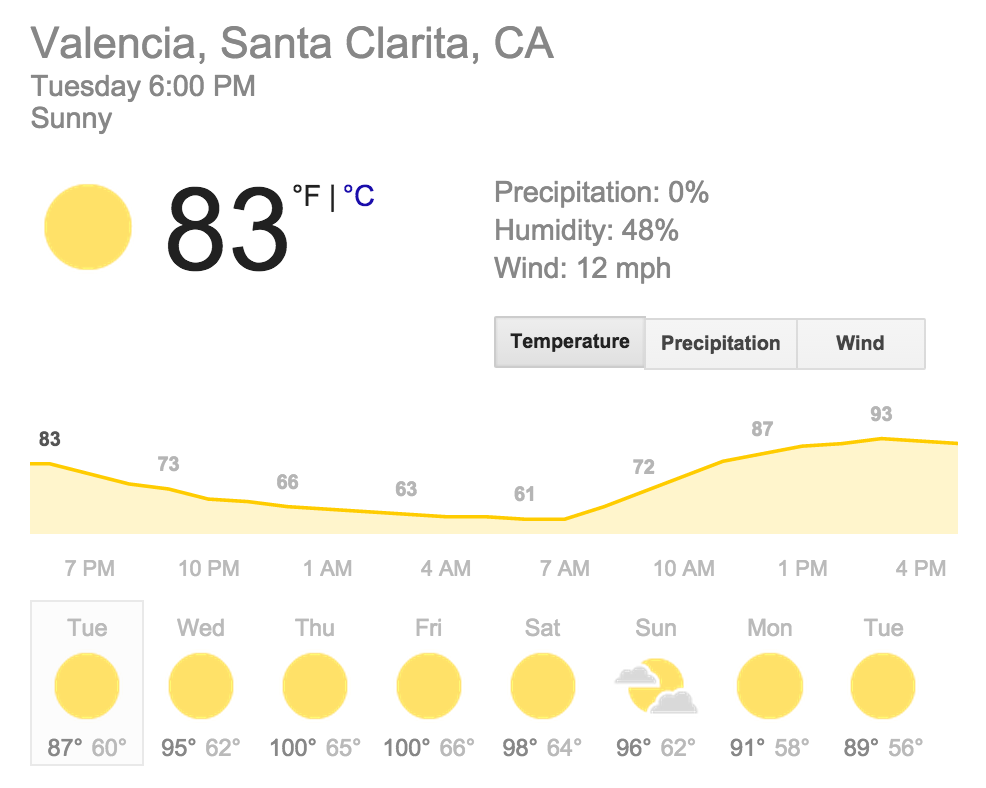 Valencia, Santa Clarita, CA
Tuesday 6:00 PM
Sunny
83 °F | °C
Precipitation: 0%
Humidity: 48%
Wind: 12 mph
Temperature Precipitation Wind
83 73 66 63 61 72 87 93
7 PM 10 PM 1 AM 4 AM 7 AM 10 AM 1 PM 4 PM
Tue Wed Thu Fri Sat Sun Mon Tue
87° 60° 95° 62° 100° 65° 100° 66° 98° 64° 96° 62° 91° 58° 89° 56°